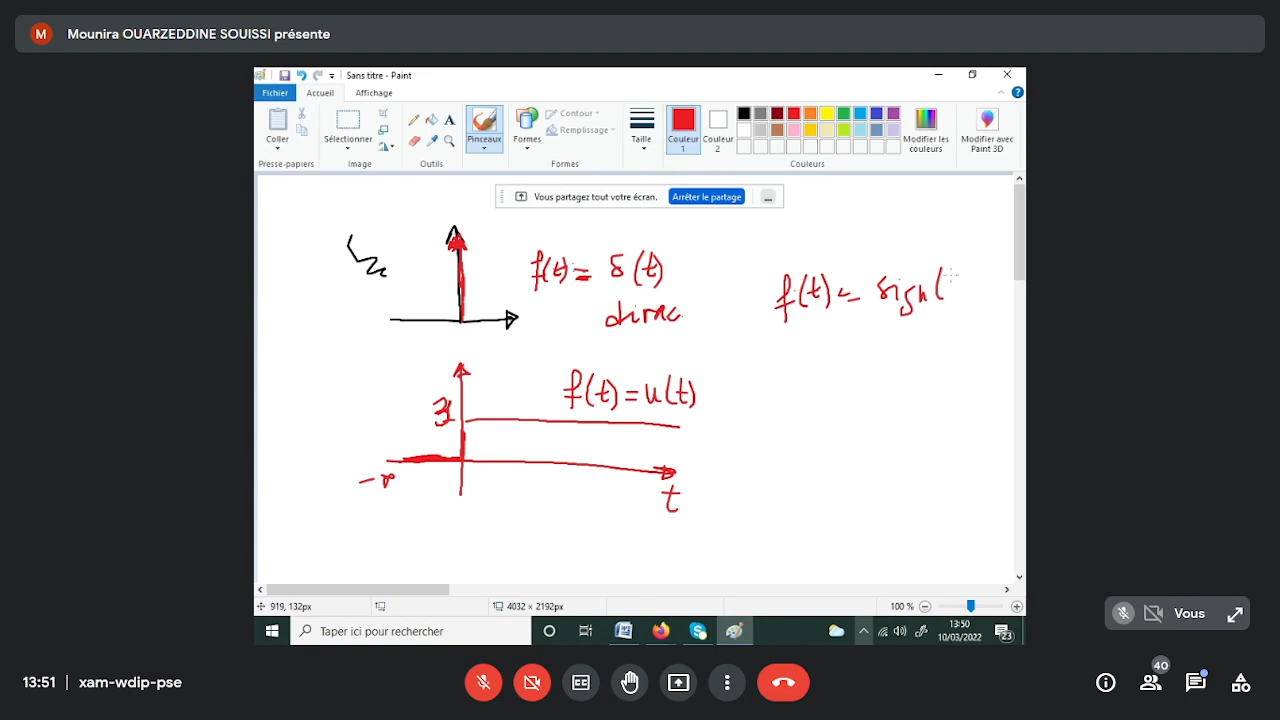 M Mounira OUARZEDDINE SOUISSI présente
Sans titre - Paint
Fichier Accueil Affichage
Coller
Sélectionner
Pinceaux
Formes
Contour
Remplissage
Taille
Couleur 1
Couleur 2
Modifier les couleurs
Modifier avec Paint 3D
Presse-papiers Image Outils Formes Couleurs
Vous partagez tout votre écran. Arrêter le partage
f(t) = δ(t)
dirac
f(t) = sign(
f(t) = u(t)
t
919, 132px
4032 × 2192px
100 %
Taper ici pour rechercher
13:50
10/03/2022
23
Vous
13:51 | xam-wdip-pse
40